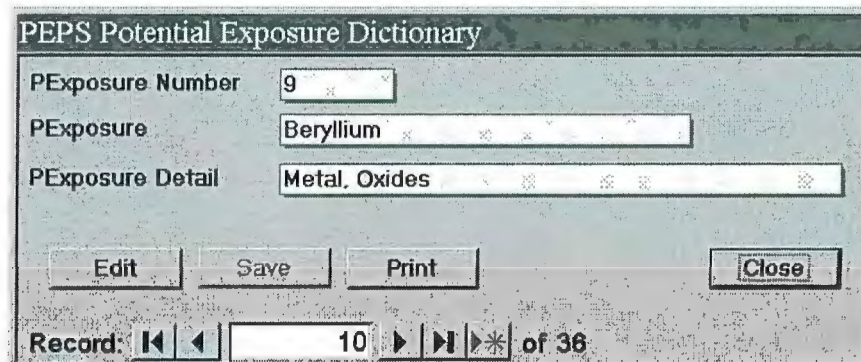 PEPS Potential Exposure Dictionary
PExposure Number 9
PExposure Beryllium
PExposure Detail Metal, Oxides
Edit Save Print Close
Record: 10 of 36